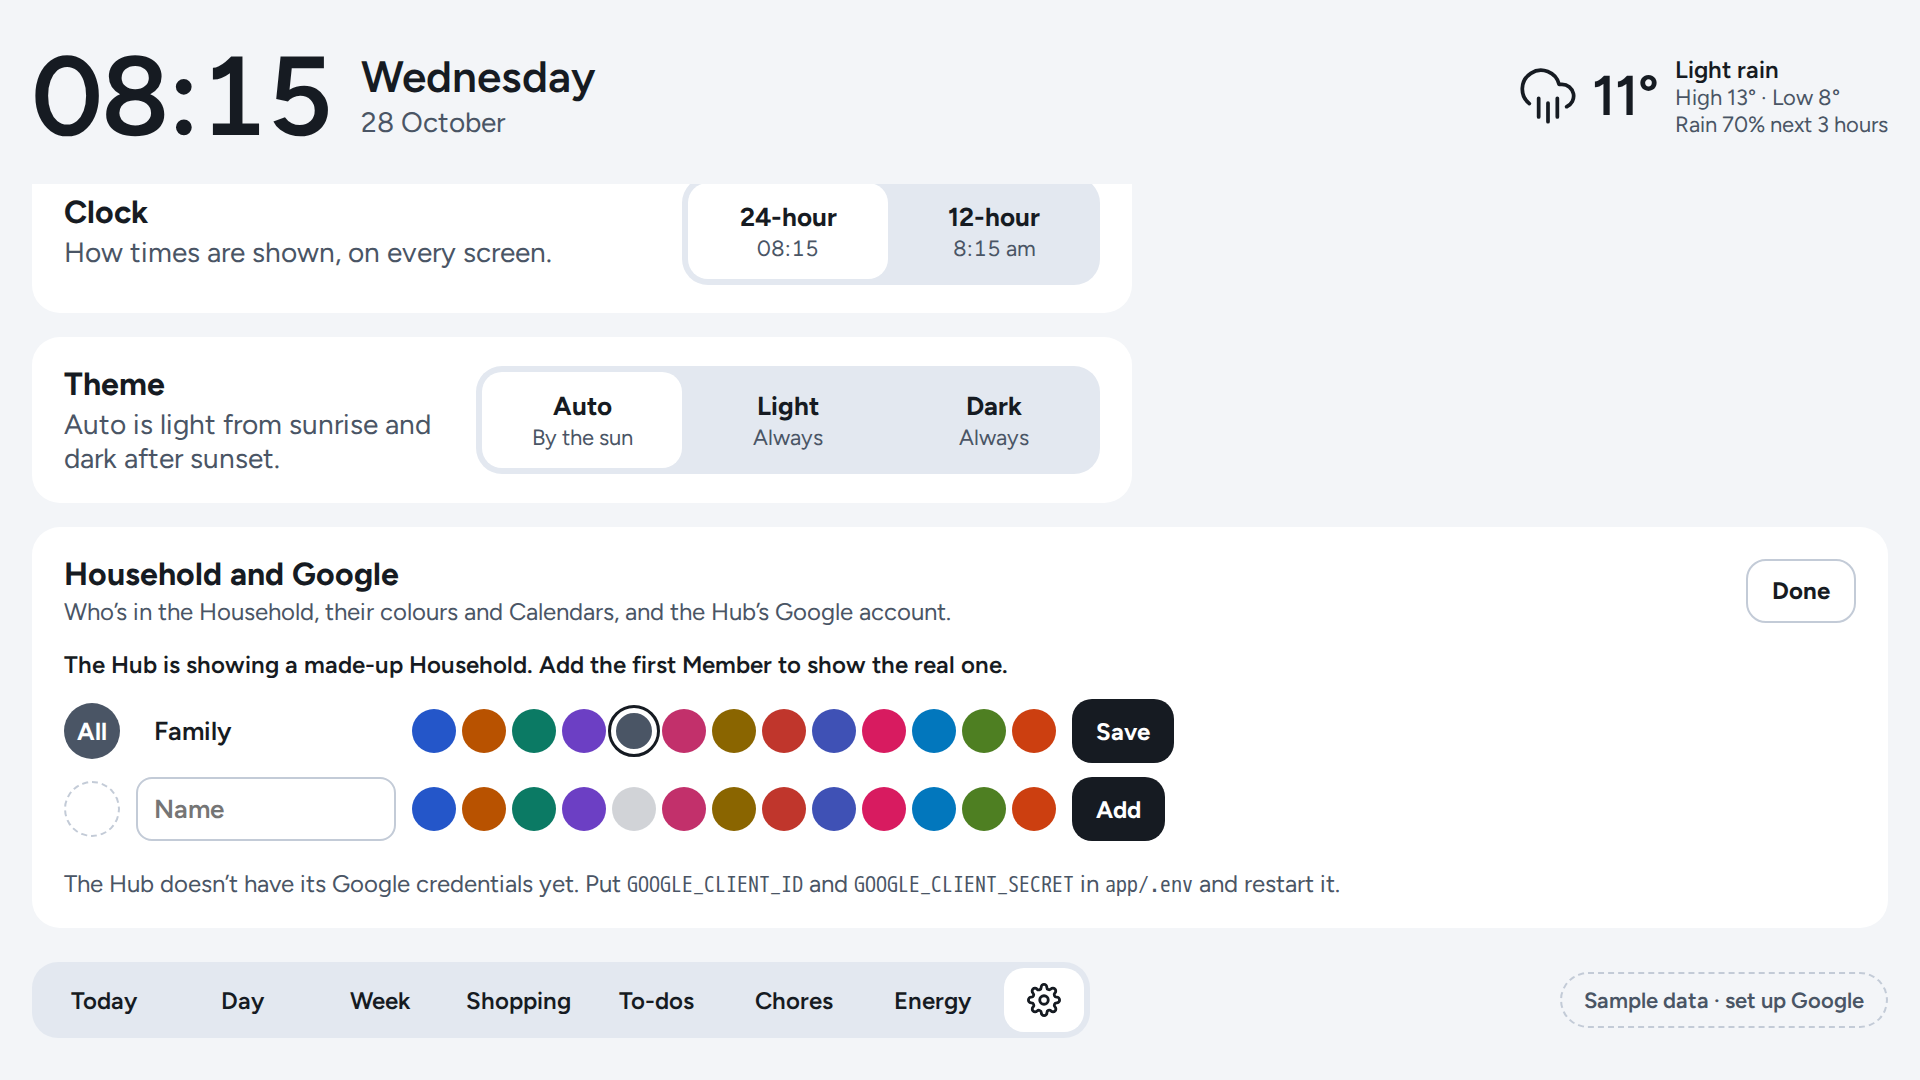 08:15
Wednesday
28 October
11°
Light rain
High 13° · Low 8°
Rain 70% next 3 hours
Clock
How times are shown, on every screen.
24-hour
08:15
12-hour
8:15 am
Theme
Auto is light from sunrise and
dark after sunset.
Auto
By the sun
Light
Always
Dark
Always
Household and Google
Who’s in the Household, their colours and Calendars, and the Hub’s Google account.
Done
The Hub is showing a made-up Household. Add the first Member to show the real one.
All
Family
Save
Name
Add
The Hub doesn’t have its Google credentials yet. Put GOOGLE_CLIENT_ID and GOOGLE_CLIENT_SECRET in app/.env and restart it.
Today
Day
Week
Shopping
To-dos
Chores
Energy
Sample data · set up Google